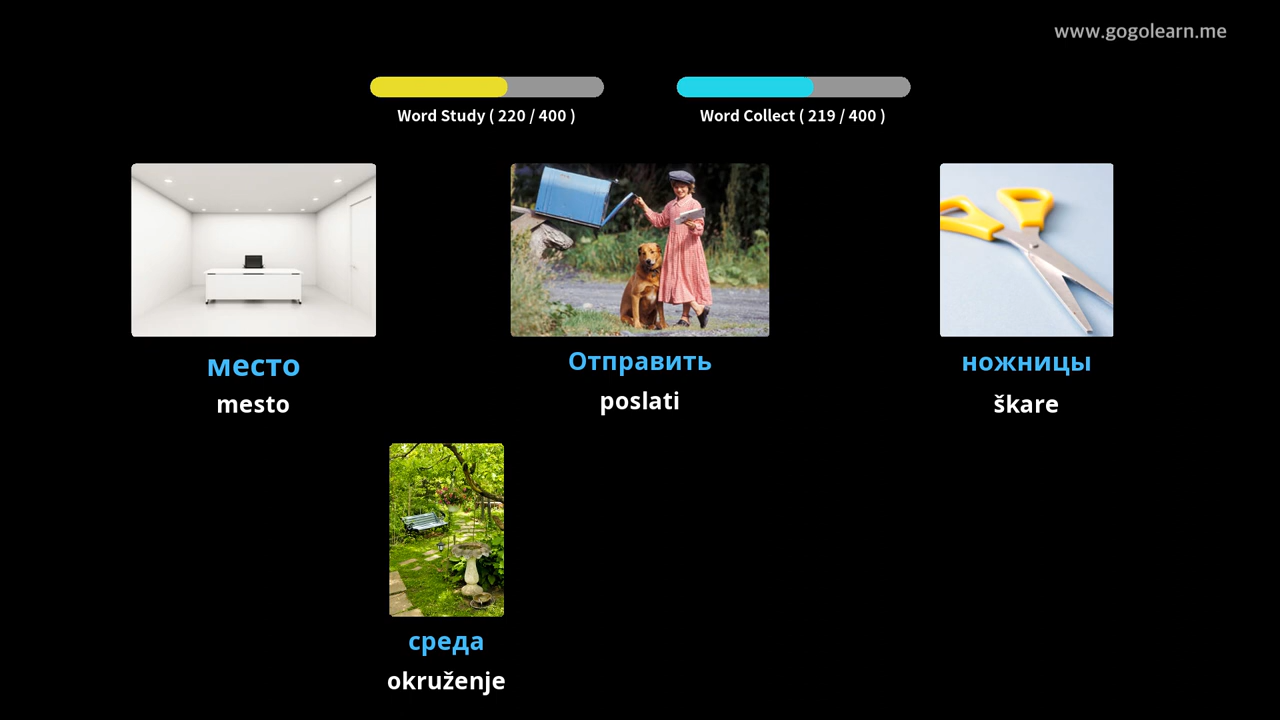 www.gogolearn.me
Word Study ( 220 / 400 )
Word Collect ( 219 / 400 )
место
Отправить
ножницы
mesto
poslati
škare
среда
okruženje